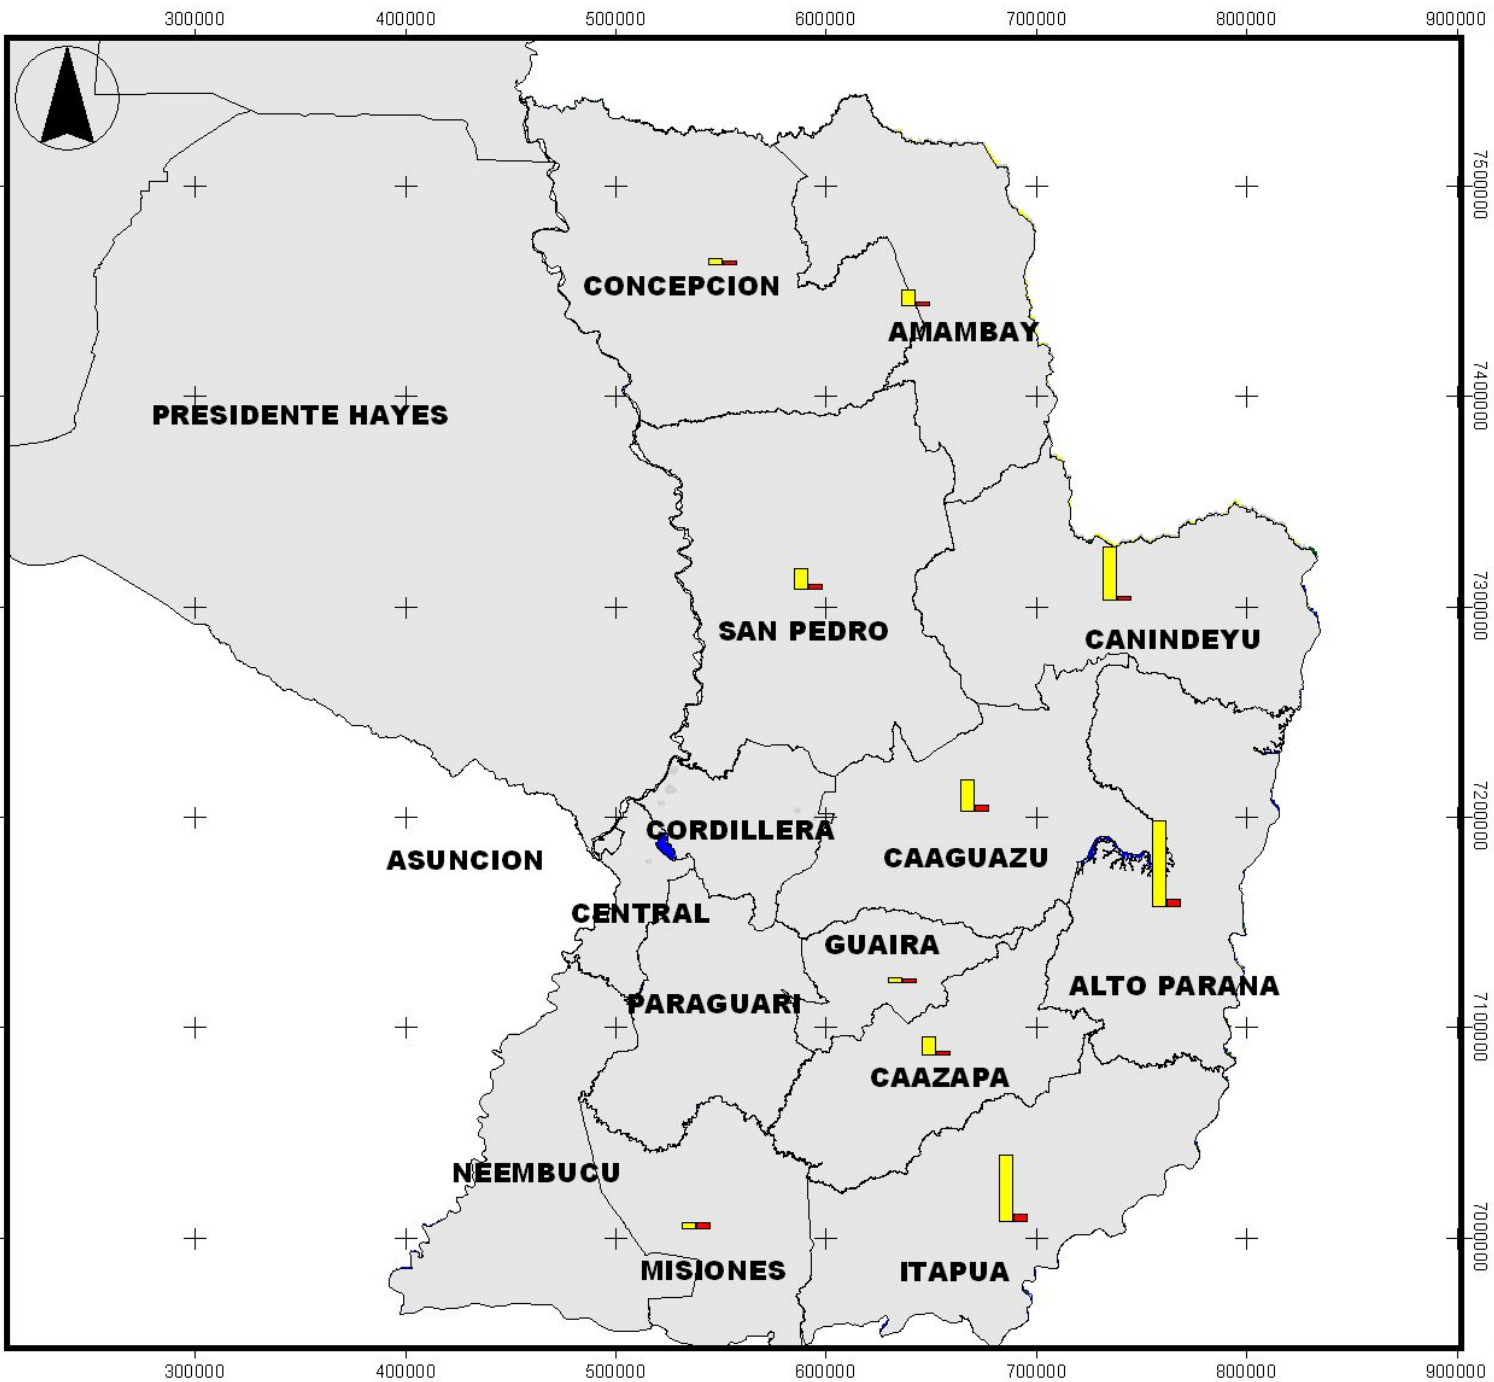 300000 400000 500000 600000 700000 800000 900000
7500000
CONCEPCION
AMAMBAY
7400000
PRESIDENTE HAYES
7300000
SAN PEDRO
CANINDEYU
7200000
CORDILLERA
ASUNCION
CAAGUAZU
CENTRAL
GUAIRA
ALTO PARANA
PARAGUARI
7100000
CAAZAPA
NEEMBUCU
7000000
MISIONES
ITAPUA
300000 400000 500000 600000 700000 800000 900000